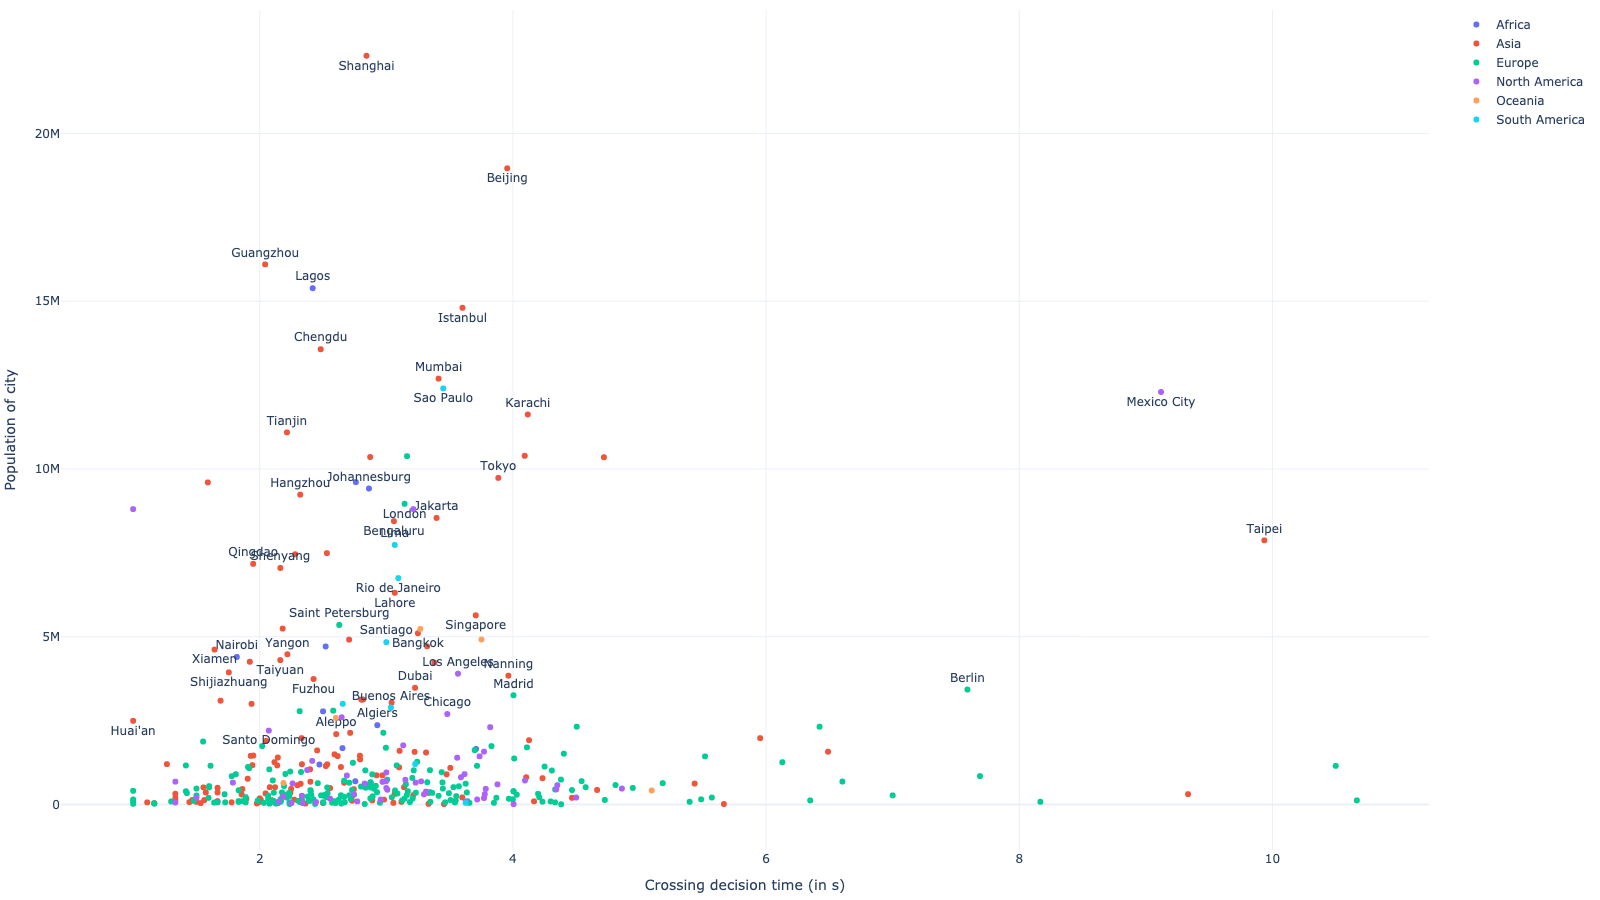 Africa
Asia
Europe
North America
Oceania
South America
Shanghai
20M
Beijing
Guangzhou
Lagos
15M
Istanbul
Chengdu
Mumbai
Sao Paulo
Mexico City
Karachi
Tianjin
Tokyo
10M
Johannesburg
Hangzhou
Jakarta
London
Bengaluru
Lima
Taipei
Qingdao
Shenyang
Rio de Janeiro
Lahore
Saint Petersburg
Singapore
Santiago
5M
Nairobi
Yangon
Bangkok
Xiamen
Los Angeles
Nanning
Taiyuan
Dubai
Shijiazhuang
Madrid
Berlin
Fuzhou
Buenos Aires
Chicago
Algiers
Aleppo
Huai'an
Santo Domingo
0
2
4
6
8
10
Crossing decision time (in s)
Population of city